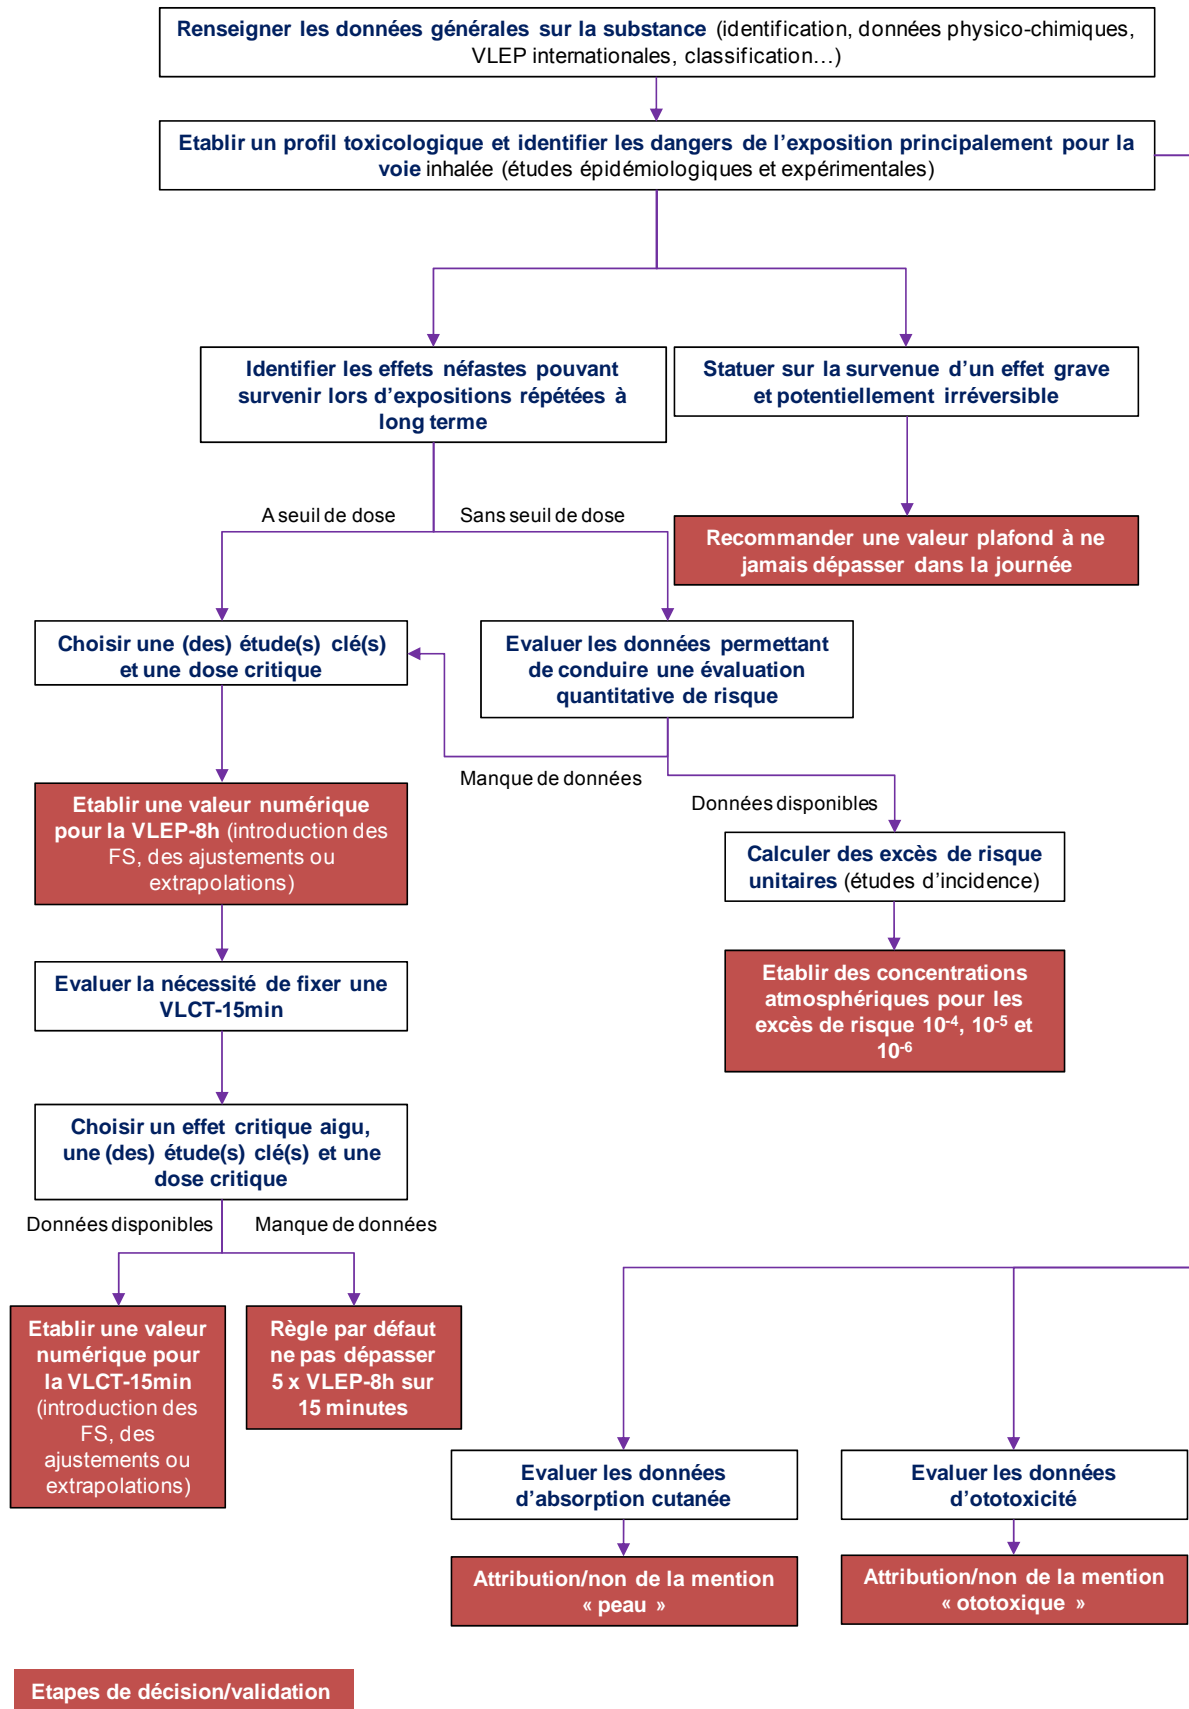 Renseigner les données générales sur la substance (identification, données physico-chimiques,
VLEP internationales, classification…)
Etablir un profil toxicologique et identifier les dangers de l'exposition principalement pour la
voie inhalée (études épidémiologiques et expérimentales)
Identifier les effets néfastes pouvant
survenir lors d'expositions répétées à
long terme
Statuer sur la survenue d'un effet grave
et potentiellement irréversible
A seuil de dose
Sans seuil de dose
Recommander une valeur plafond à ne
jamais dépasser dans la journée
Choisir une (des) étude(s) clé(s)
et une dose critique
Evaluer les données permettant
de conduire une évaluation
quantitative de risque
Manque de données
Données disponibles
Etablir une valeur numérique
pour la VLEP-8h (introduction des
FS, des ajustements ou
extrapolations)
Calculer des excès de risque
unitaires (études d'incidence)
Evaluer la nécessité de fixer une
VLCT-15min
Etablir des concentrations
atmosphériques pour les
excès de risque 10-4, 10-5 et
10-6
Choisir un effet critique aigu,
une (des) étude(s) clé(s) et une
dose critique
Données disponibles
Manque de données
Etablir une valeur
numérique pour
la VLCT-15min
(introduction des
FS, des
ajustements ou
extrapolations)
Règle par défaut
ne pas dépasser
5 x VLEP-8h sur
15 minutes
Evaluer les données
d'absorption cutanée
Evaluer les données
d'ototoxicité
Attribution/non de la mention
« peau »
Attribution/non de la mention
« ototoxique »
Etapes de décision/validation